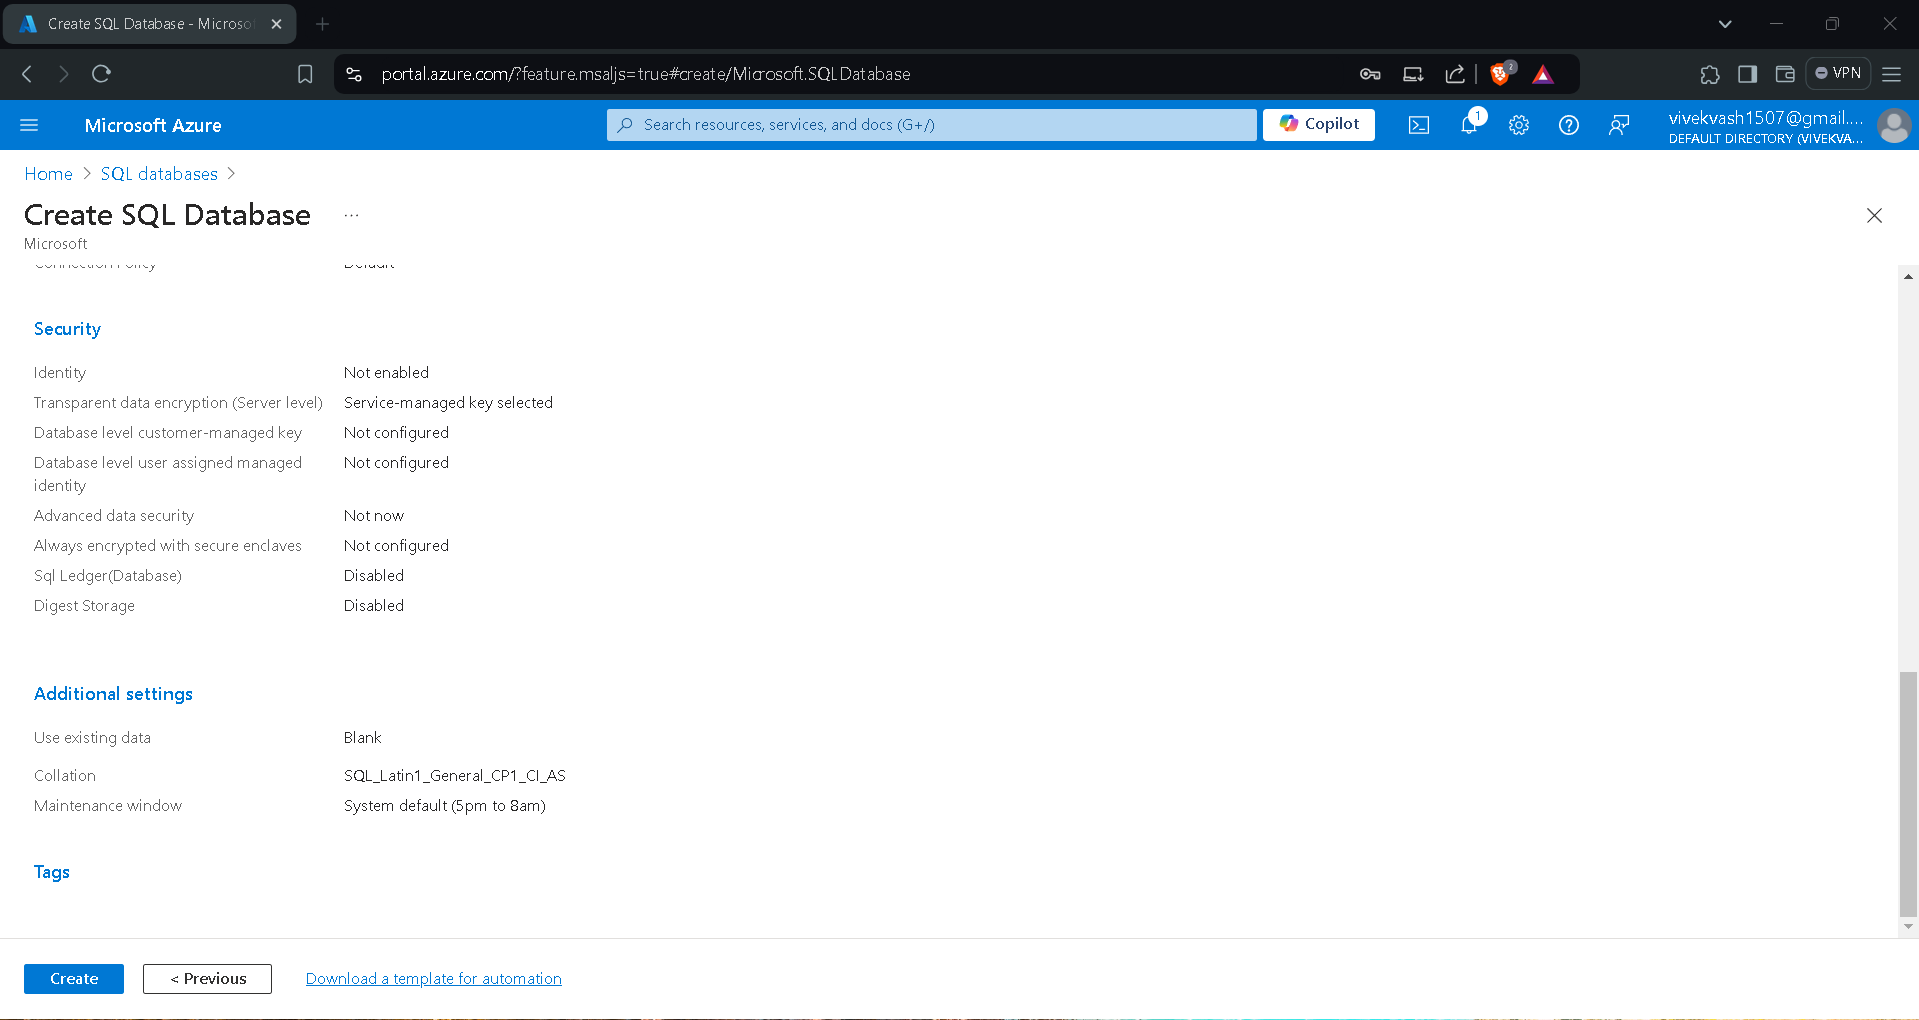 Create SQL Database - Microso
portal.azure.com/?feature.msaljs=true#create/Microsoft.SQLDatabase
2
VPN
Microsoft Azure
Search resources, services, and docs (G+/)
Copilot
1
vivekvash1507@gmail....
DEFAULT DIRECTORY (VIVEKVA...
Home > SQL databases >
Create SQL Database ...
Microsoft
Connection Policy Default
Security
Identity Not enabled
Transparent data encryption (Server level) Service-managed key selected
Database level customer-managed key Not configured
Database level user assigned managed Not configured
identity
Advanced data security Not now
Always encrypted with secure enclaves Not configured
Sql Ledger(Database) Disabled
Digest Storage Disabled
Additional settings
Use existing data Blank
Collation SQL_Latin1_General_CP1_CI_AS
Maintenance window System default (5pm to 8am)
Tags
Create
< Previous
Download a template for automation